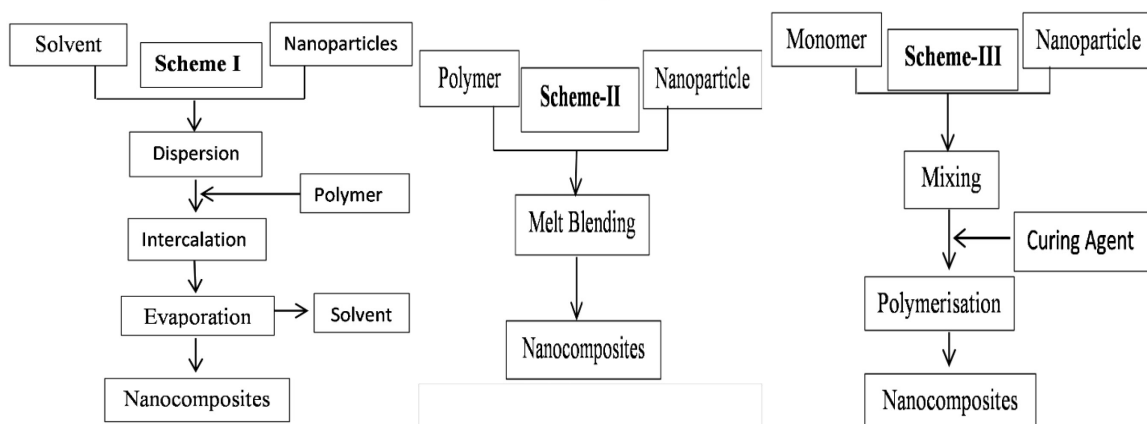 Solvent
Scheme I
Nanoparticles
Dispersion
Polymer
Intercalation
Evaporation
Solvent
Nanocomposites
Polymer
Scheme-II
Nanoparticle
Melt Blending
Nanocomposites
Monomer
Scheme-III
Nanoparticle
Mixing
Curing Agent
Polymerisation
Nanocomposites